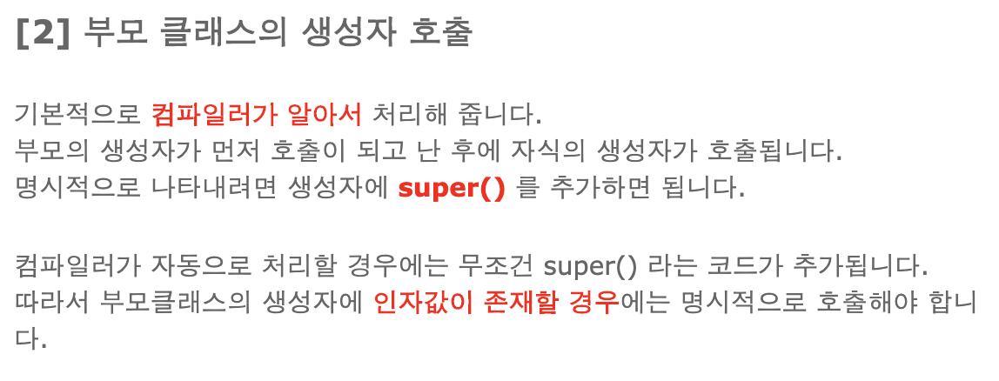 [2] 부모 클래스의 생성자 호출
기본적으로 컴파일러가 알아서 처리해 줍니다.
부모의 생성자가 먼저 호출이 되고 난 후에 자식의 생성자가 호출됩니다.
명시적으로 나타내려면 생성자에 super() 를 추가하면 됩니다.
컴파일러가 자동으로 처리할 경우에는 무조건 super() 라는 코드가 추가됩니다.
따라서 부모클래스의 생성자에 인자값이 존재할 경우에는 명시적으로 호출해야 합니
다.